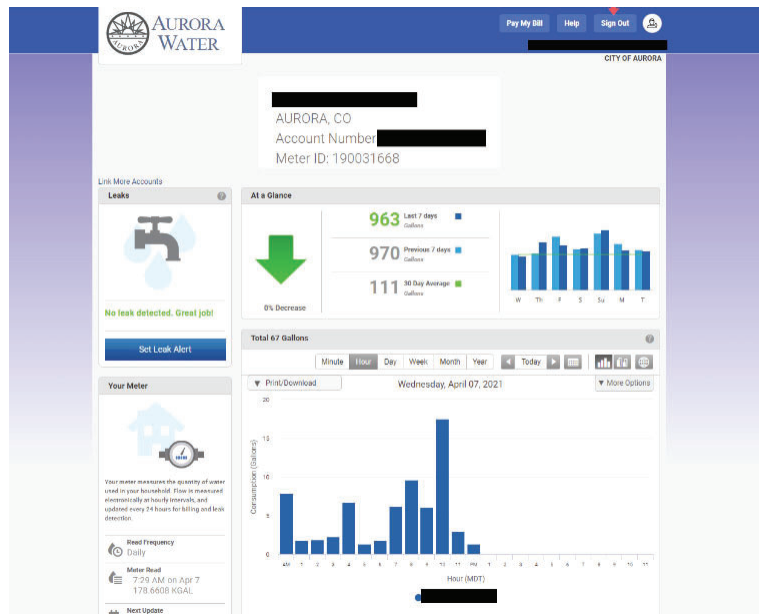 AURORA
WATER
AURORA
Pay My Bill
Help
Sign Out
CITY OF AURORA
AURORA, CO
Account Number
Meter ID: 190031668
Link More Accounts
Leaks
No leak detected. Great job!
Set Leak Alert
At a Glance
0% Decrease
963 Last 7 days
Gallons
970 Previous 7 days
Gallons
111 30 Day Average
Gallons
W Th F S Su M T
Total 67 Gallons
Minute Hour Day Week Month Year Today
Print/Download
Wednesday, April 07, 2021
More Options
Consumption (Gallons)
20
15
10
5
0
AM 1 2 3 4 5 6 7 8 9 10 11 PM 1 2 3 4 5 6 7 8 9 10 11
Hour (MDT)
Your Meter
Your meter measures the quantity of water
used in your household. Flow is measured
electronically at hourly intervals, and
updated every 24 hours for billing and leak
detection.
Read Frequency
Daily
Meter Read
7:29 AM on Apr 7
178.6608 KGAL
Next Update